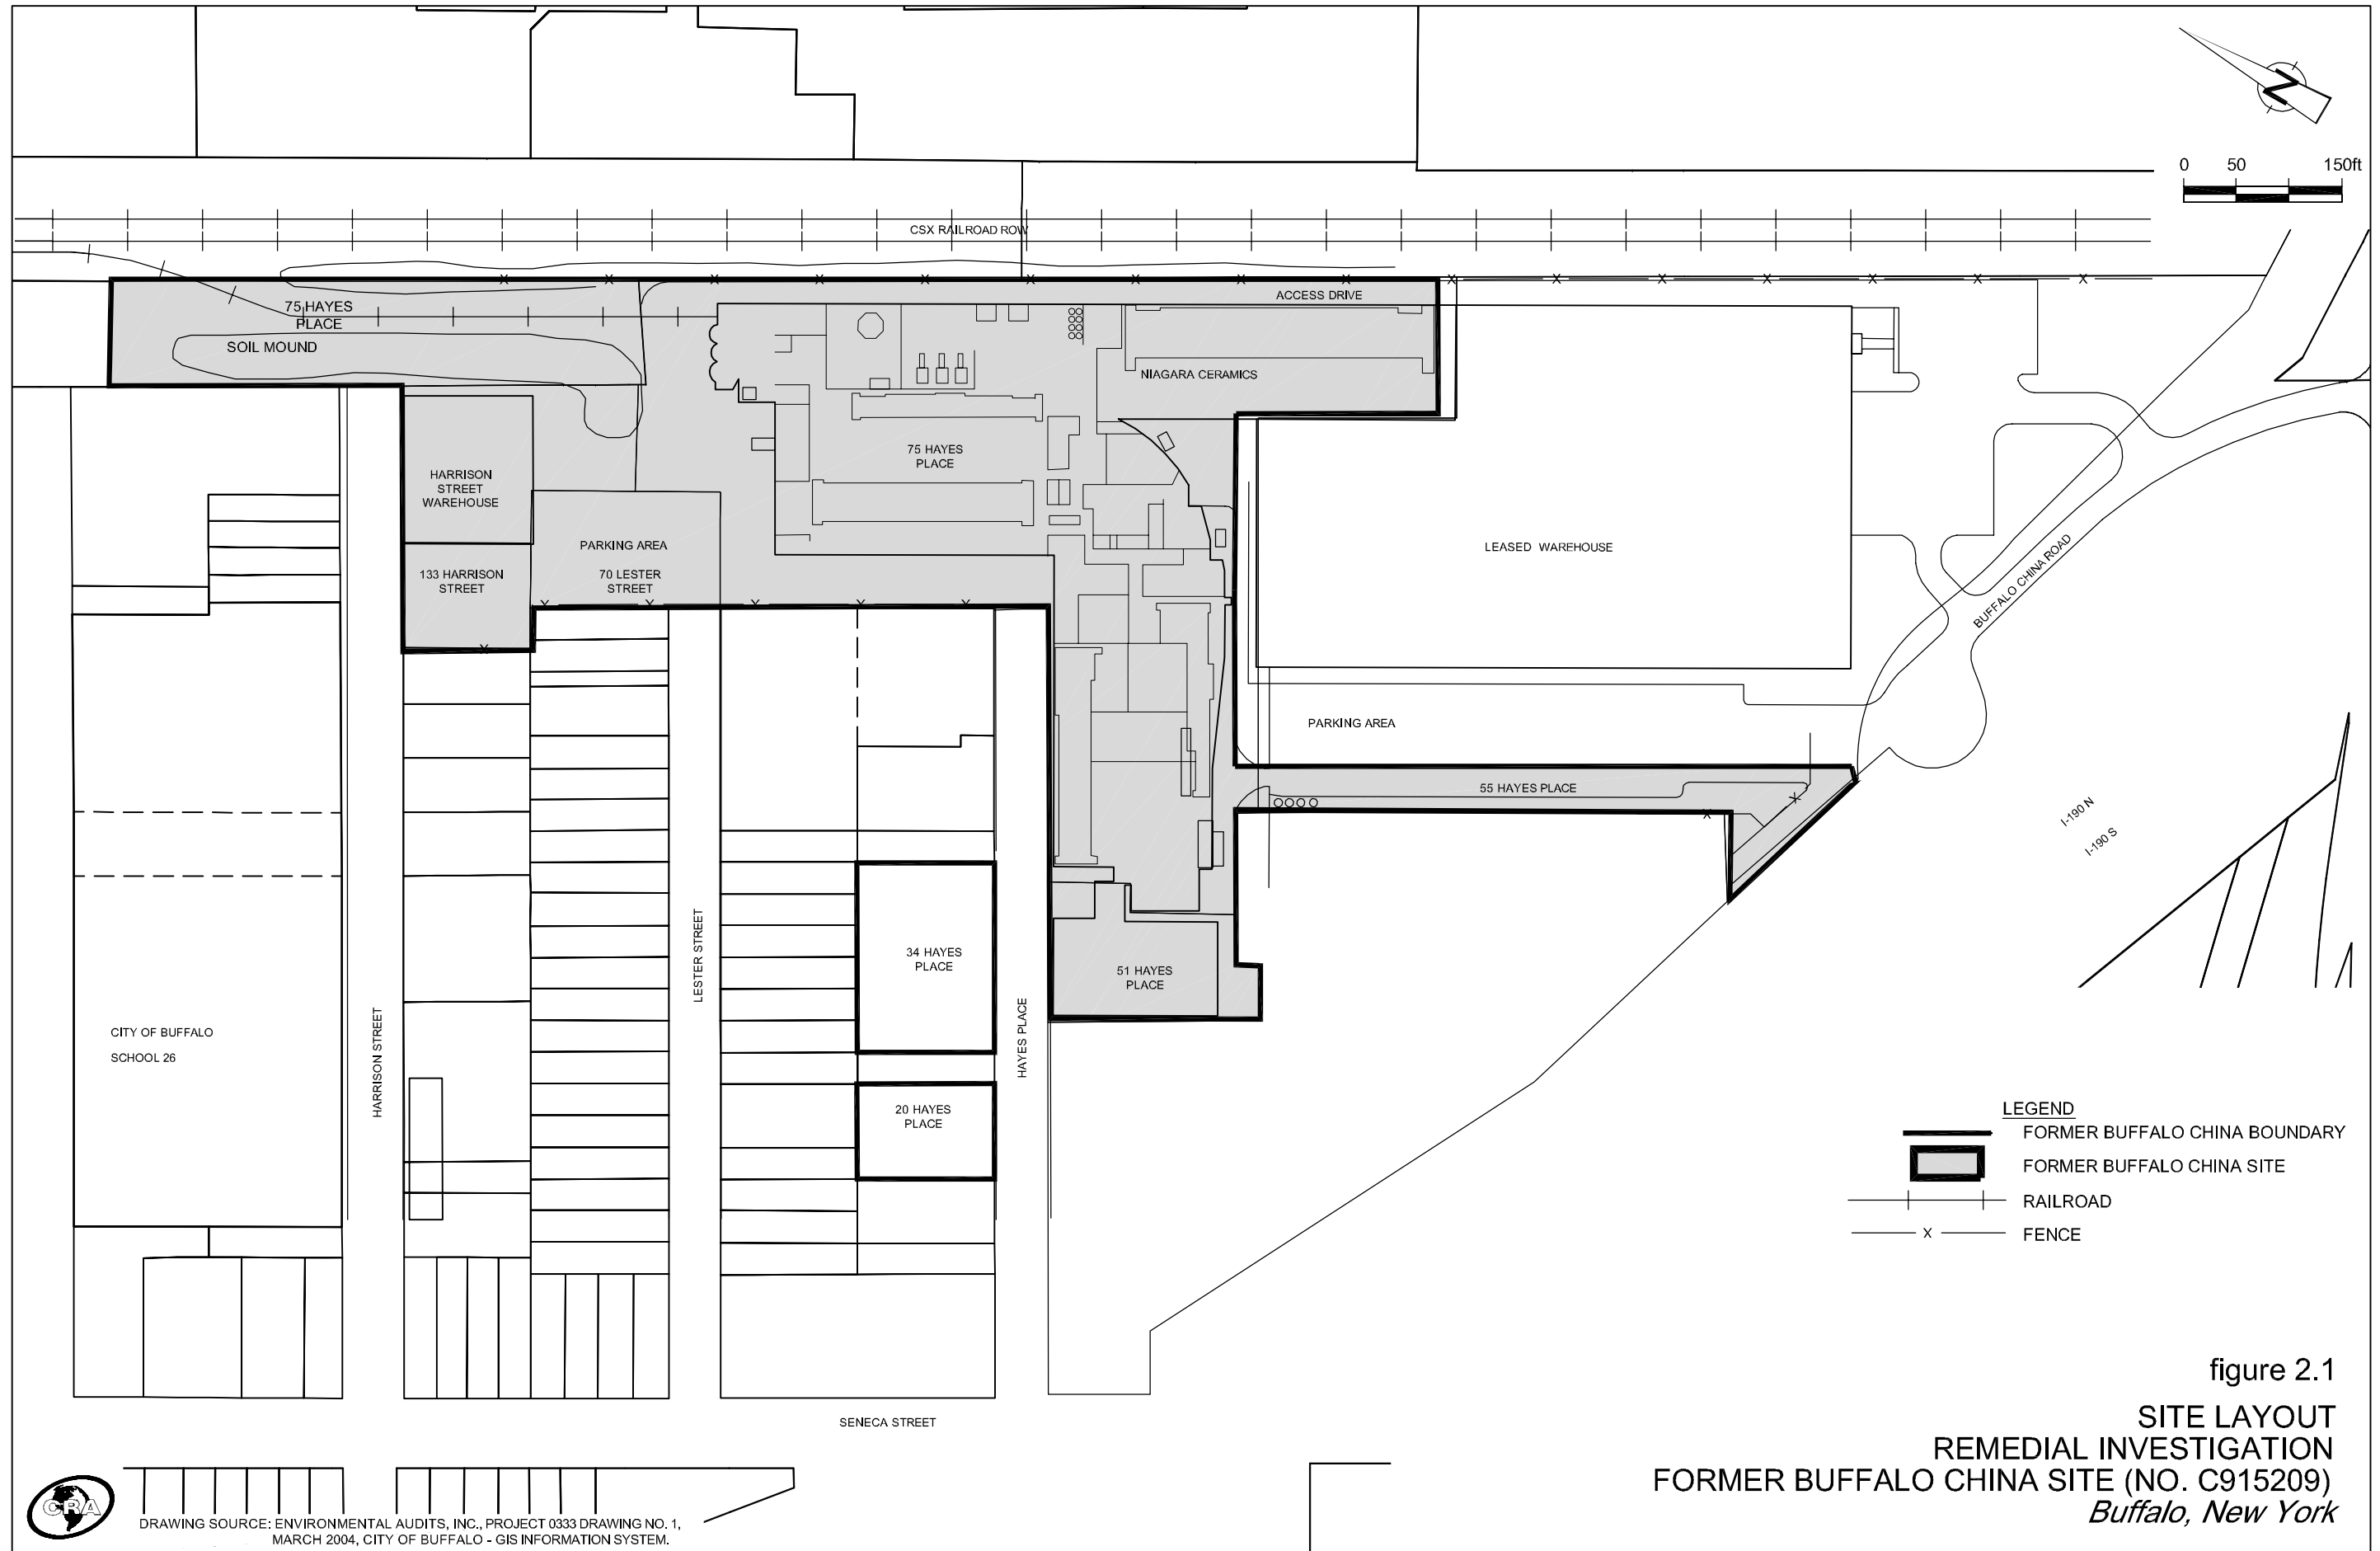 N
0 50 150ft
CSX RAILROAD ROW
ACCESS DRIVE
75 HAYES
PLACE
SOIL MOUND
NIAGARA CERAMICS
75 HAYES
PLACE
HARRISON
STREET
WAREHOUSE
PARKING AREA
LEASED WAREHOUSE
133 HARRISON
STREET
70 LESTER
STREET
BUFFALO CHINA ROAD
PARKING AREA
55 HAYES PLACE
I-190 N
I-190 S
34 HAYES
PLACE
51 HAYES
PLACE
LESTER STREET
HAYES PLACE
HARRISON STREET
CITY OF BUFFALO
SCHOOL 26
20 HAYES
PLACE
LEGEND
FORMER BUFFALO CHINA BOUNDARY
FORMER BUFFALO CHINA SITE
RAILROAD
X FENCE
SENECA STREET
figure 2.1
SITE LAYOUT
REMEDIAL INVESTIGATION
FORMER BUFFALO CHINA SITE (NO. C915209)
Buffalo, New York
CRA
DRAWING SOURCE: ENVIRONMENTAL AUDITS, INC., PROJECT 0333 DRAWING NO. 1,
MARCH 2004, CITY OF BUFFALO - GIS INFORMATION SYSTEM.